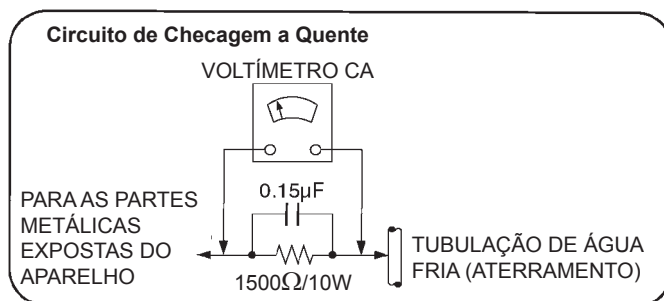 Circuito de Checagem a Quente
VOLTÍMETRO CA
0.15µF
PARA AS PARTES
METÁLICAS
EXPOSTAS DO
APARELHO
1500Ω/10W
TUBULAÇÃO DE ÁGUA
FRIA (ATERRAMENTO)